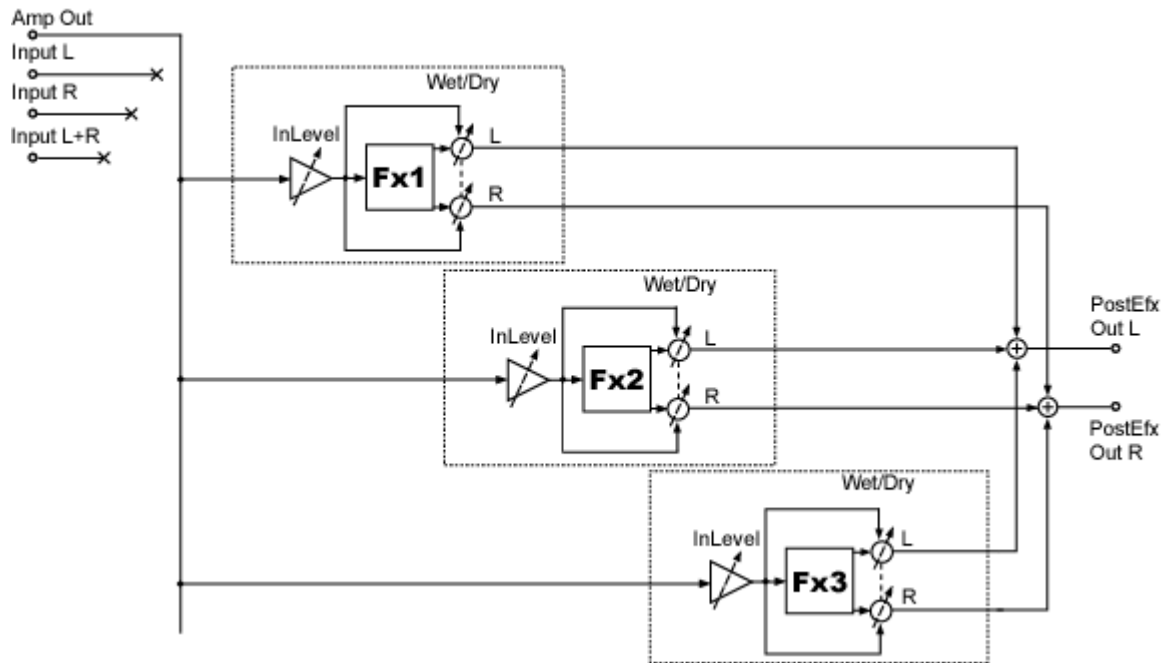 Amp Out
Input L
Input R
Input L+R
Wet/Dry
InLevel
Fx1
L
R
Wet/Dry
InLevel
Fx2
L
R
PostEfx
Out L
PostEfx
Out R
Wet/Dry
InLevel
Fx3
L
R